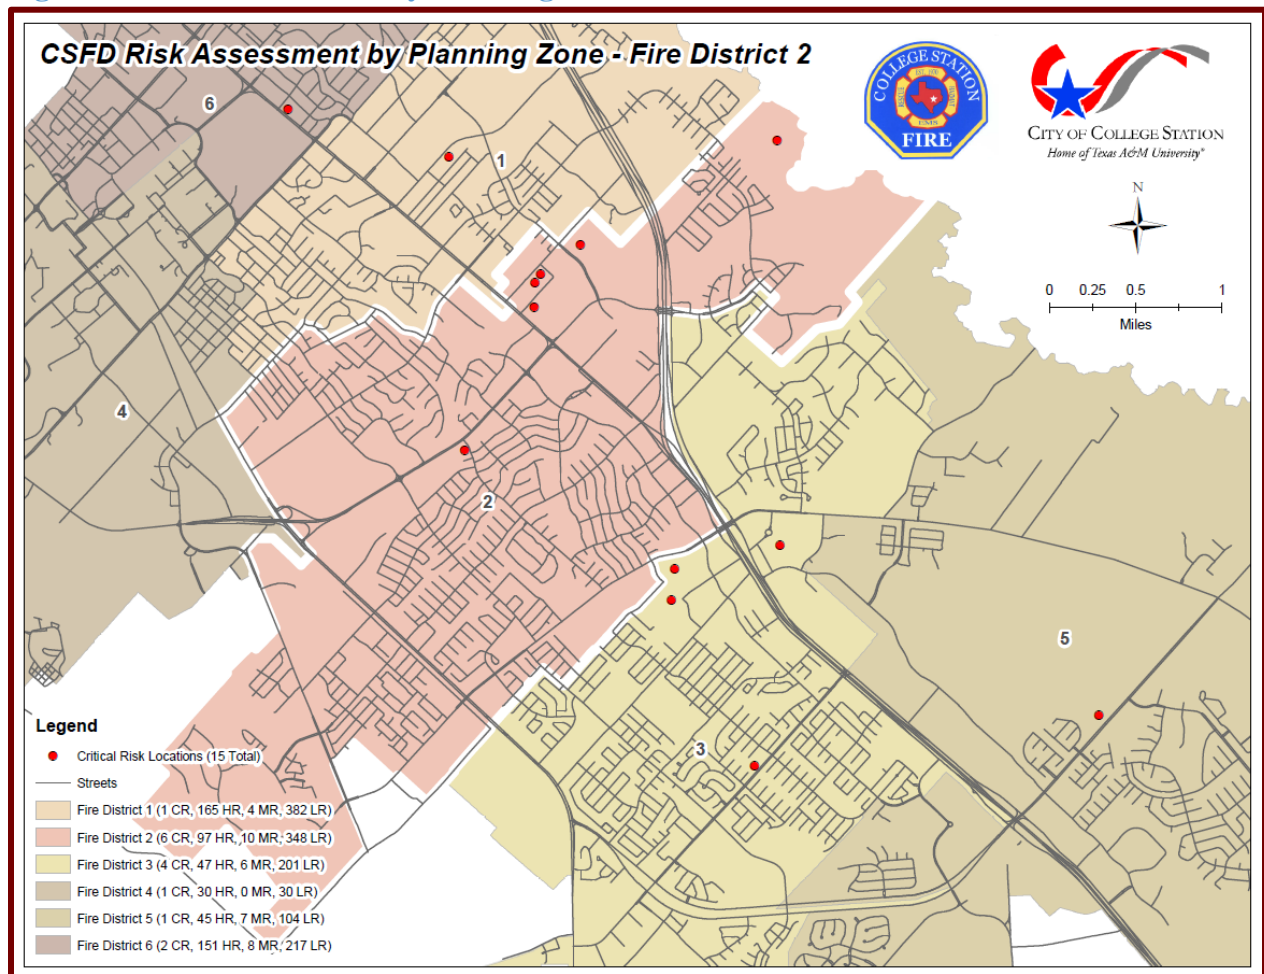 CSFD Risk Assessment by Planning Zone - Fire District 2
COLLEGE STATION
RESCUE
EMS
FIRE
CITY OF COLLEGE STATION
Home of Texas A&M University®
N
0 0.25 0.5 1
Miles
6
1
4
2
5
3
Legend
Critical Risk Locations (15 Total)
Streets
Fire District 1 (1 CR, 165 HR, 4 MR, 382 LR)
Fire District 2 (6 CR, 97 HR, 10 MR, 348 LR)
Fire District 3 (4 CR, 47 HR, 6 MR, 201 LR)
Fire District 4 (1 CR, 30 HR, 0 MR, 30 LR)
Fire District 5 (1 CR, 45 HR, 7 MR, 104 LR)
Fire District 6 (2 CR, 151 HR, 8 MR, 217 LR)